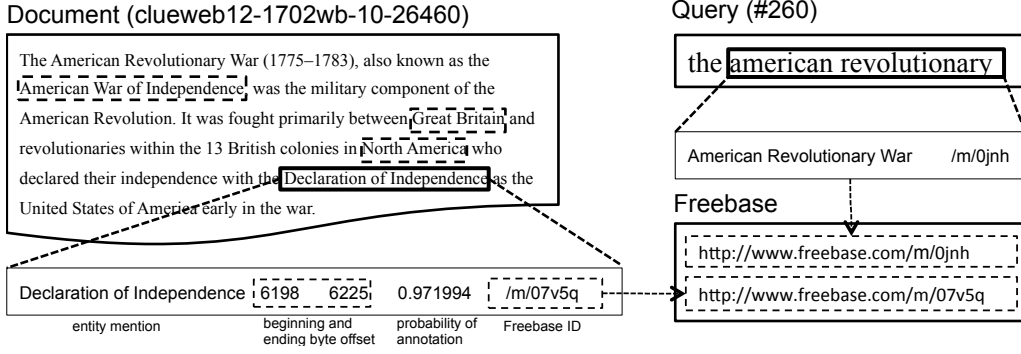 Document (clueweb12-1702wb-10-26460)
The American Revolutionary War (1775–1783), also known as the
American War of Independence, was the military component of the
American Revolution. It was fought primarily between Great Britain and
revolutionaries within the 13 British colonies in North America who
declared their independence with the Declaration of Independence as the
United States of America early in the war.
Declaration of Independence 6198 6225 0.971994 /m/07v5q
entity mention
beginning and
ending byte offset
probability of
annotation
Freebase ID
Query (#260)
the american revolutionary
American Revolutionary War /m/0jnh
Freebase
http://www.freebase.com/m/0jnh
http://www.freebase.com/m/07v5q